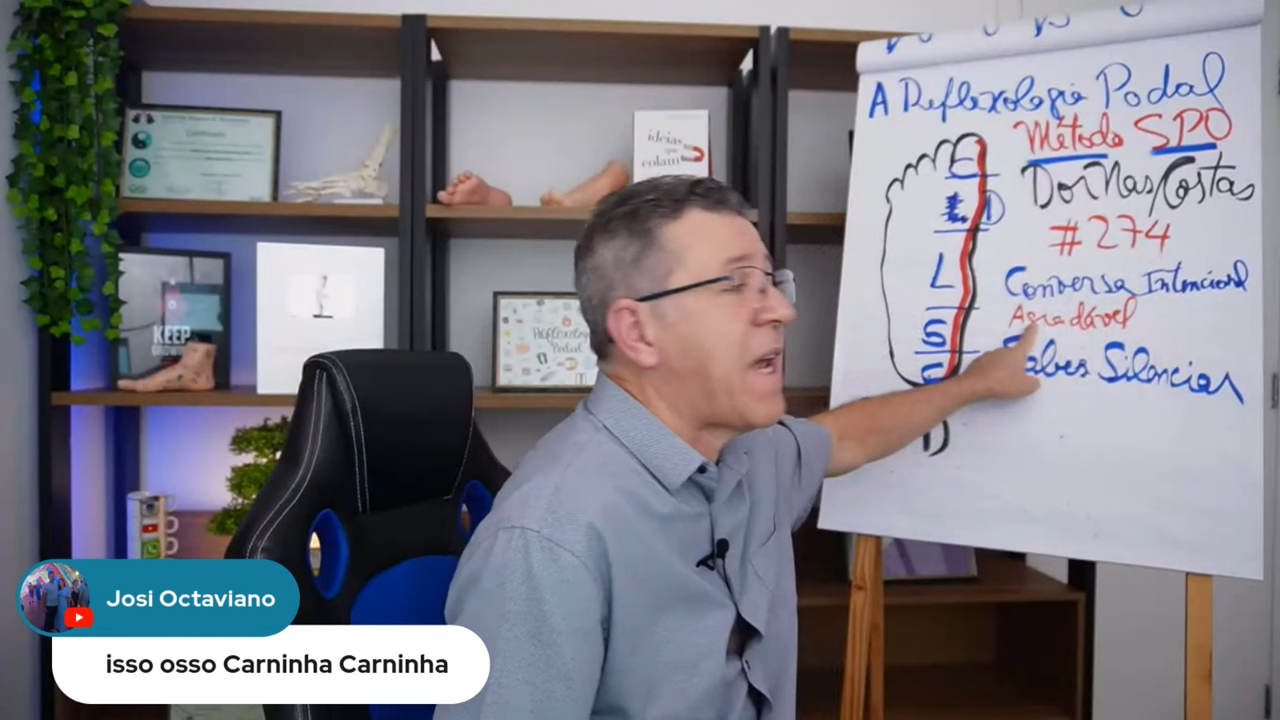 A Reflexologia Podal
Método SPO
Dor Nas Costas
#274
Conversa Intencional
Agradável
Saber Silenciar
C
D
L
S
C
D
ideias
que
colam
Reflexologia
Podal
KEEP
Josi Octaviano
isso osso Carninha Carninha